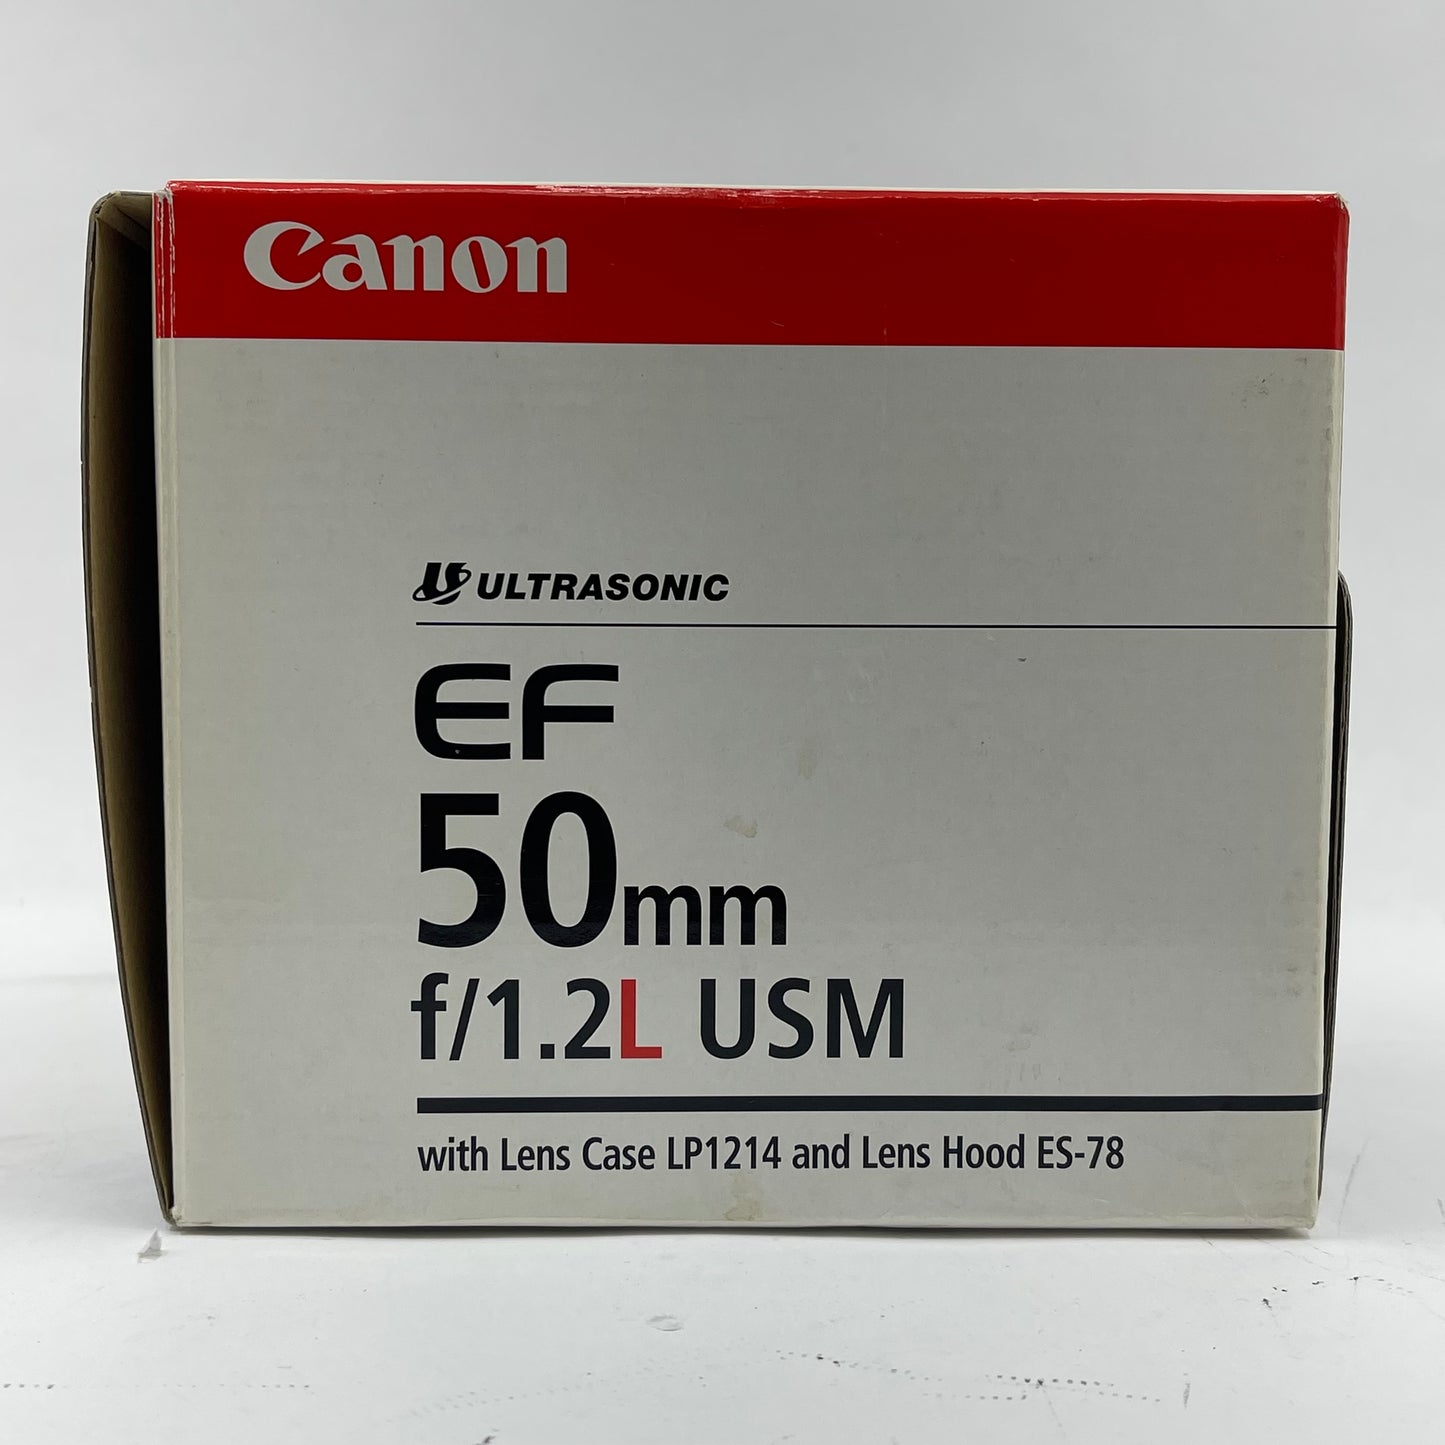 Canon
ULTRASONIC
EF
50mm
f/1.2L USM
with Lens Case LP1214 and Lens Hood ES-78